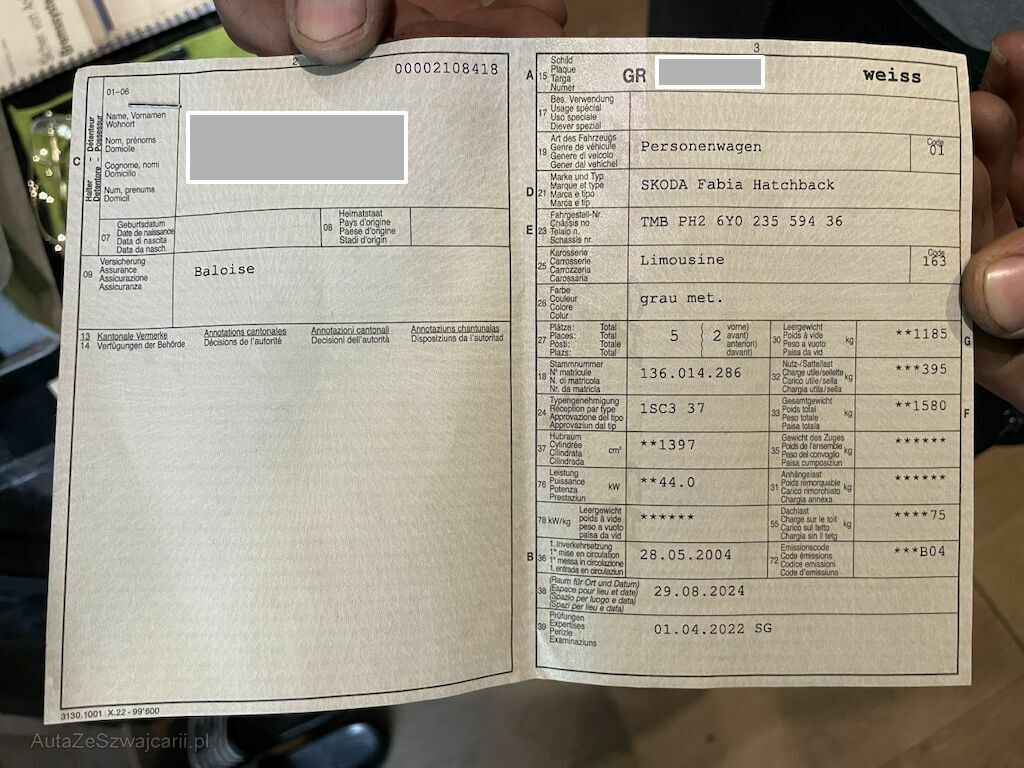 2
00002108418
01-06
C
Halter – Détenteur
Detentore – Possessur
Name, Vornamen
Wohnort
Nom, prénoms
Domicile
Cognome, nomi
Domicilio
Num, prenums
Domicil
07
Geburtsdatum
Date de naissance
Data di nascita
Data da nasch.
08
Heimatstaat
Pays d'origine
Paese d'origine
Stadi d'origin
09
Versicherung
Assurance
Assicurazione
Assicuranza
Baloise
13 Kantonale Vermerke Annotations cantonales Annotazioni cantonali Annotaziuns chantunalas
14 Verfügungen der Behörde Décisions de l'autorité Decisioni dell'autorità Disposiziuns da l'autoritad
3130.1001 X.22 - 99'600
3
A 15
Schild
Plaque
Targa
Numer
GR
weiss
17
Bes. Verwendung
Usage spécial
Uso speciale
Diever spezial
19
Art des Fahrzeugs
Genre de véhicule
Genere di veicolo
Gener dal vehichel
Personenwagen
Code
01
D 21
Marke und Typ
Marque et type
Marca e tipo
Marca e tip
SKODA Fabia Hatchback
E 23
Fahrgestell-Nr.
Châssis no
Telaio n.
Schassis nr.
TMB PH2 6Y0 235 594 36
25
Karosserie
Carrosserie
Carrozzeria
Carossaria
Limousine
Code
163
26
Farbe
Couleur
Colore
Colur
grau met.
27
Plätze: Total
Places: Total
Posti: Totale
Plazs: Total
5
2
vorne)
avant)
anteriori)
davant)
30
Leergewicht
Poids à vide
Peso a vuoto
Paisa da vid
kg
**1185
G
18
Stammnummer
N° matricule
N. di matricola
Nr. da matricla
136.014.286
32
Nutz-/Sattellast
Charge utile/sellette
Carico utile/sella
Chargia utila/sella
kg
***395
24
Typengenehmigung
Réception par type
Approvazione del tipo
Approvaziun dal tip
1SC3 37
33
Gesamtgewicht
Poids total
Peso totale
Paisa totala
kg
**1580
F
37
Hubraum
Cylindrée
Cilindrata
Cilindrada
cm³
**1397
35
Gewicht des Zuges
Poids de l'ensemble
Peso del convoglio
Paisa cumposiziun
kg
******
76
Leistung
Puissance
Potenza
Prestaziun
kW
**44.0
31
Anhängelast
Poids remorquable
Carico rimorchiato
Chargia annexa
kg
******
78 kW/kg
Leergewicht
poids à vide
peso a vuoto
paisa da vid
******
55
Dachlast
Charge sur le toit
Carico sul tetto
Chargia sin il tetg
kg
****75
B 36
1. Inverkehrsetzung
1re mise en circulation
1a messa in circolazione
1. entrada en circulaziun
28.05.2004
72
Emissionscode
Code émissions
Codice emissioni
Code d'emissiuns
***B04
38
(Raum für Ort und Datum)
(Espace pour lieu et date)
(Spazio per luogo e data)
(Spazi per lieu e data)
29.08.2024
39
Prüfungen
Expertises
Perizie
Examinaziuns
01.04.2022 SG
AutaZeSzwajcarii.pl